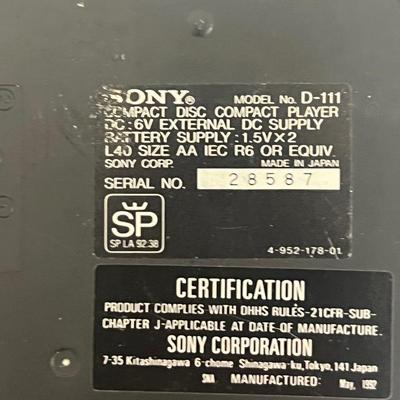 SONY® MODEL No. D-111
COMPACT DISC COMPACT PLAYER
DC: 6V EXTERNAL DC SUPPLY
BATTERY SUPPLY: 1.5V×2
L40 SIZE AA IEC R6 OR EQUIV.
SONY CORP. MADE IN JAPAN
SERIAL NO. 28587
SP
SP LA 92.38
4-952-178-01
CERTIFICATION
PRODUCT COMPLIES WITH DHHS RULES-21CFR-SUB-
CHAPTER J-APPLICABLE AT DATE OF MANUFACTURE.
SONY CORPORATION
7-35 Kitashinagawa 6-chome Shinagawa-ku,Tokyo,141 Japan
SNA MANUFACTURED: May, 1992